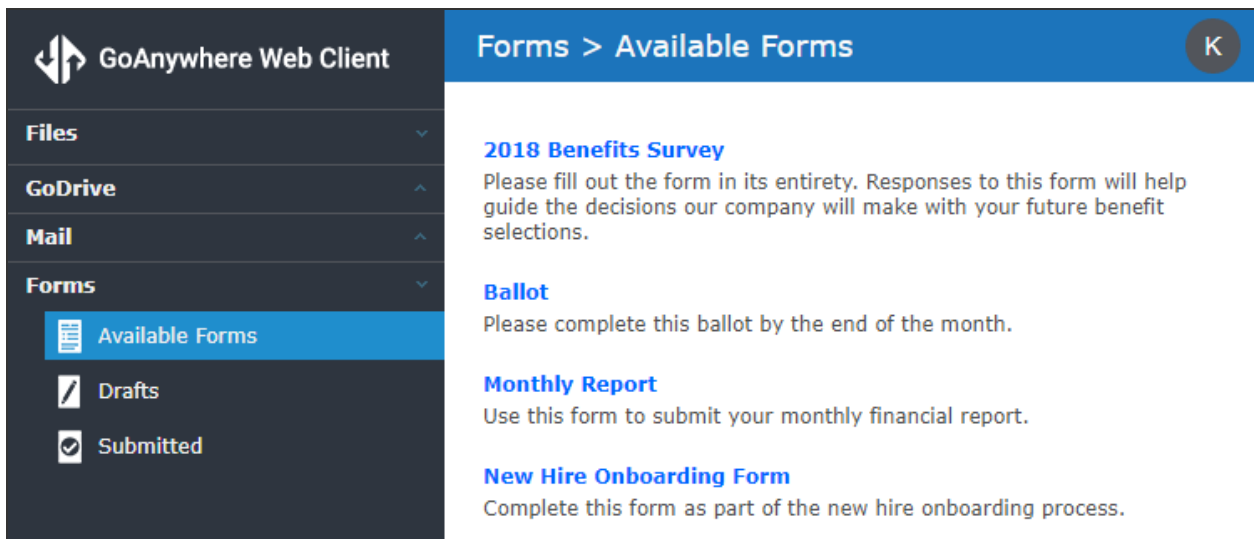 GoAnywhere Web Client
Files
GoDrive
Mail
Forms
Available Forms
Drafts
Submitted
Forms > Available Forms
K
2018 Benefits Survey
Please fill out the form in its entirety. Responses to this form will help
guide the decisions our company will make with your future benefit
selections.
Ballot
Please complete this ballot by the end of the month.
Monthly Report
Use this form to submit your monthly financial report.
New Hire Onboarding Form
Complete this form as part of the new hire onboarding process.